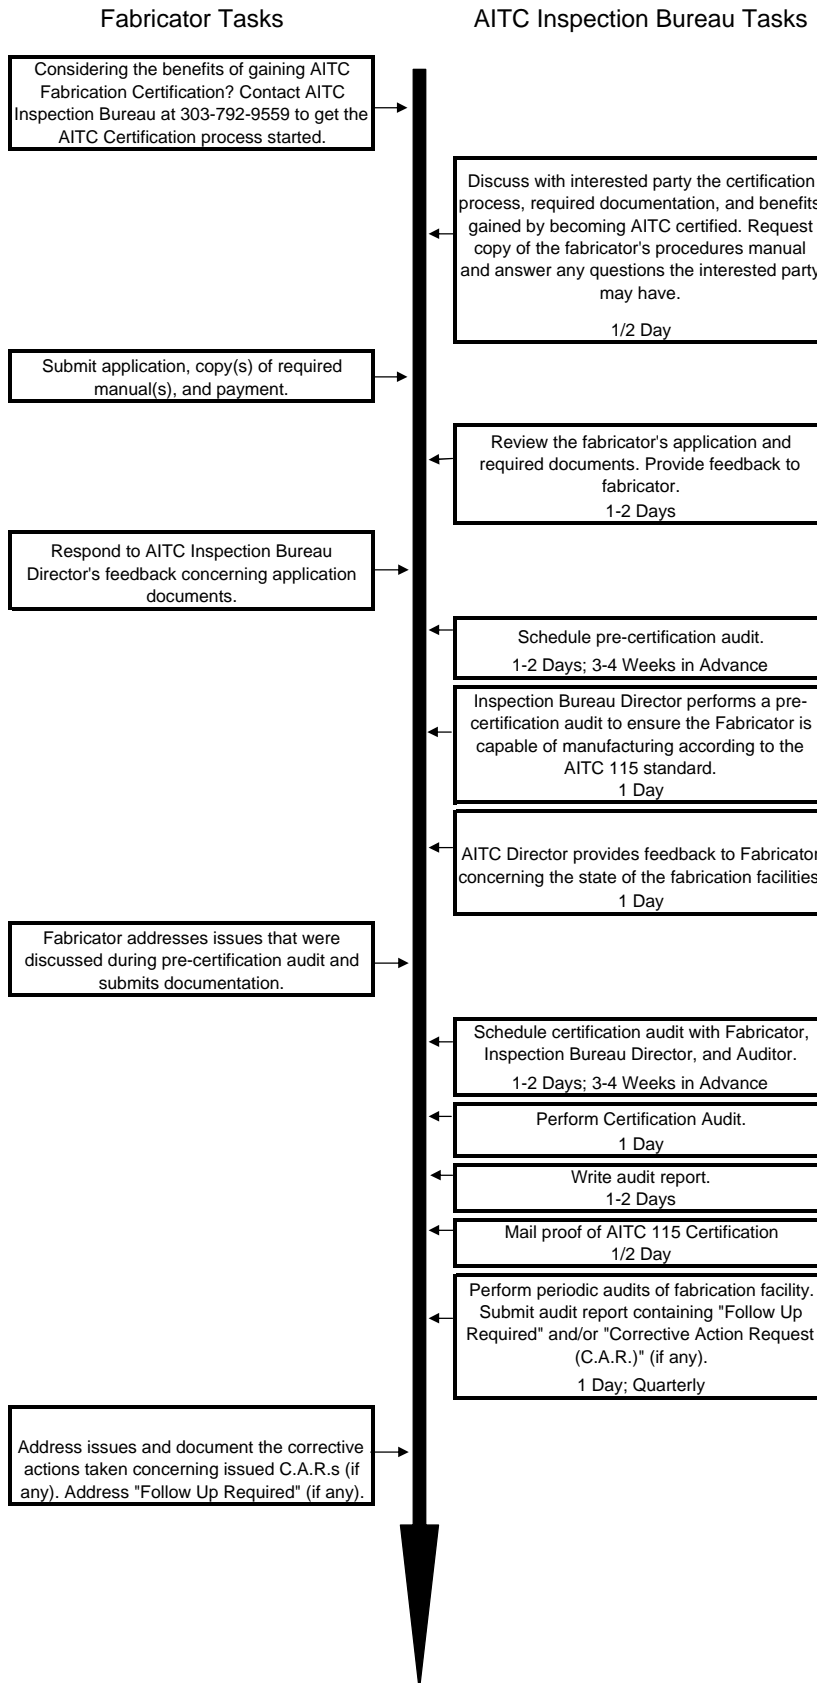 Fabricator Tasks
AITC Inspection Bureau Tasks
Considering the benefits of gaining AITC
Fabrication Certification? Contact AITC
Inspection Bureau at 303-792-9559 to get the
AITC Certification process started.
Discuss with interested party the certification
process, required documentation, and benefits
gained by becoming AITC certified. Request
copy of the fabricator's procedures manual
and answer any questions the interested party
may have.
1/2 Day
Submit application, copy(s) of required
manual(s), and payment.
Review the fabricator's application and
required documents. Provide feedback to
fabricator.
1-2 Days
Respond to AITC Inspection Bureau
Director's feedback concerning application
documents.
Schedule pre-certification audit.
1-2 Days; 3-4 Weeks in Advance
Inspection Bureau Director performs a pre-
certification audit to ensure the Fabricator is
capable of manufacturing according to the
AITC 115 standard.
1 Day
AITC Director provides feedback to Fabricator
concerning the state of the fabrication facilities
1 Day
Fabricator addresses issues that were
discussed during pre-certification audit and
submits documentation.
Schedule certification audit with Fabricator,
Inspection Bureau Director, and Auditor.
1-2 Days; 3-4 Weeks in Advance
Perform Certification Audit.
1 Day
Write audit report.
1-2 Days
Mail proof of AITC 115 Certification
1/2 Day
Perform periodic audits of fabrication facility.
Submit audit report containing "Follow Up
Required" and/or "Corrective Action Request
(C.A.R.)" (if any).
1 Day; Quarterly
Address issues and document the corrective
actions taken concerning issued C.A.R.s (if
any). Address "Follow Up Required" (if any).